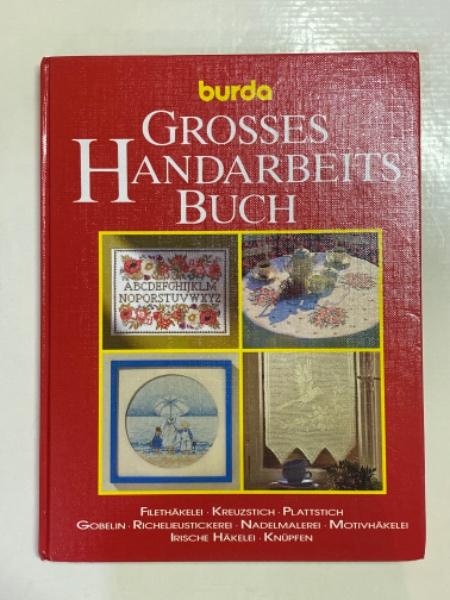 burda
GROSSES
HANDARBEITS
BUCH
ABCDEFGHIJKLM
NOPQRSTUVWXYZ
FILETHÄKELEI · KREUZSTICH · PLATTSTICH
GOBELIN · RICHELIEUSTICKEREI · NADELMALEREI · MOTIVHÄKELEI
IRISCHE HÄKELEI · KNÜPFEN